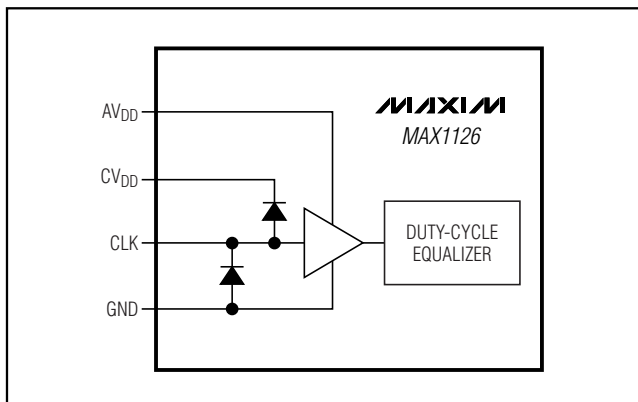 MAXIM
MAX1126
AVDD
CVDD
CLK
GND
DUTY-CYCLE
EQUALIZER